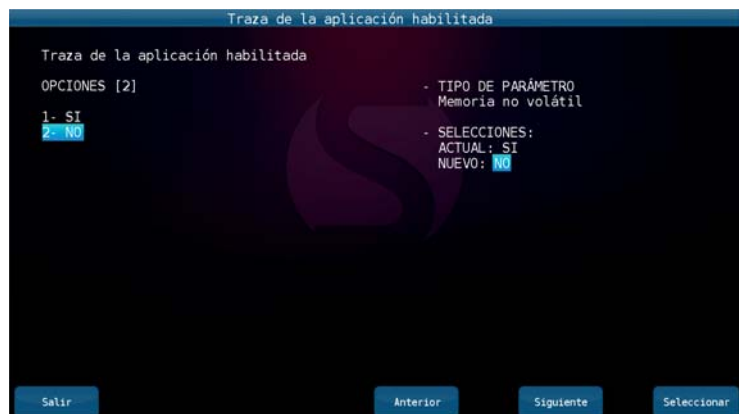 Traza de la aplicación habilitada
Traza de la aplicación habilitada
OPCIONES [2]
1- SI
2- NO
- TIPO DE PARÁMETRO
Memoria no volátil
- SELECCIONES:
ACTUAL: SI
NUEVO: NO
Salir
Anterior
Siguiente
Seleccionar